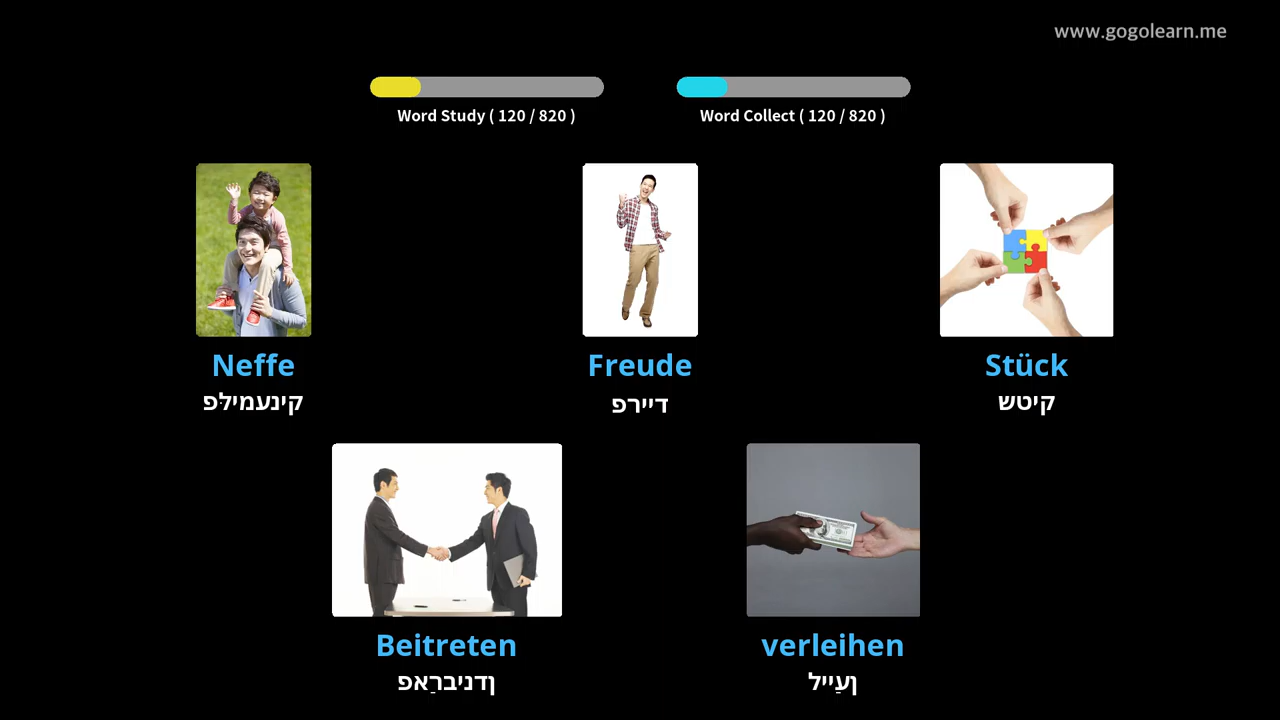 www.gogolearn.me
Word Study ( 120 / 820 )
Word Collect ( 120 / 820 )
Neffe
קינעמילּפ
Freude
דיירפ
Stück
קיטש
Beitreten
ןדניברַאפ
verleihen
ןעַייל